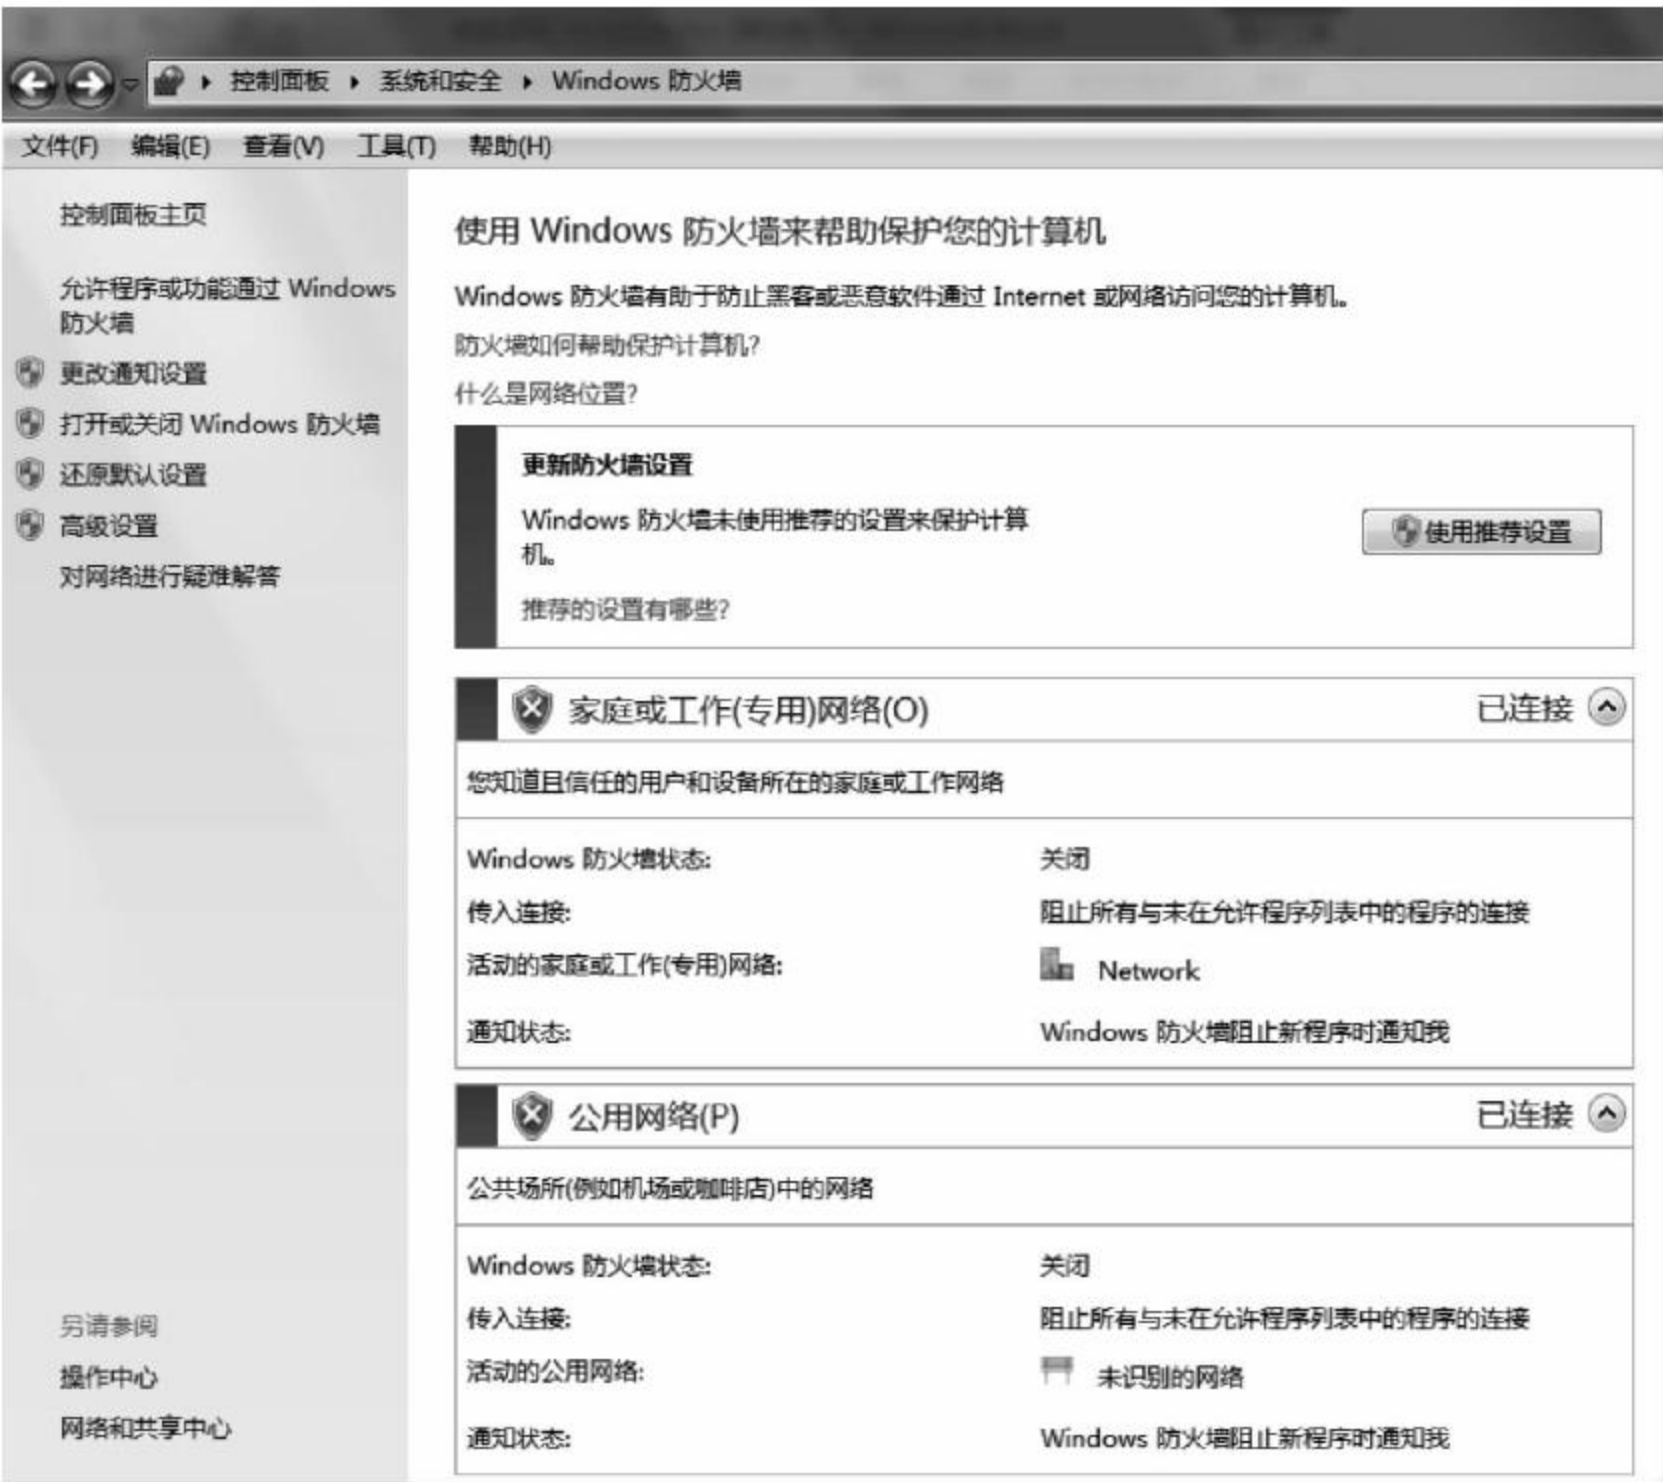 控制面板 ▸ 系统和安全 ▸ Windows 防火墙
文件(F) 编辑(E) 查看(V) 工具(T) 帮助(H)
控制面板主页
允许程序或功能通过 Windows
防火墙
更改通知设置
打开或关闭 Windows 防火墙
还原默认设置
高级设置
对网络进行疑难解答
另请参阅
操作中心
网络和共享中心
使用 Windows 防火墙来帮助保护您的计算机
Windows 防火墙有助于防止黑客或恶意软件通过 Internet 或网络访问您的计算机。
防火墙如何帮助保护计算机?
什么是网络位置?
更新防火墙设置
Windows 防火墙未使用推荐的设置来保护计算
机。
使用推荐设置
推荐的设置有哪些?
家庭或工作(专用)网络(O) 已连接
您知道且信任的用户和设备所在的家庭或工作网络
Windows 防火墙状态: 关闭
传入连接: 阻止所有与未在允许程序列表中的程序的连接
活动的家庭或工作(专用)网络: Network
通知状态: Windows 防火墙阻止新程序时通知我
公用网络(P) 已连接
公共场所(例如机场或咖啡店)中的网络
Windows 防火墙状态: 关闭
传入连接: 阻止所有与未在允许程序列表中的程序的连接
活动的公用网络: 未识别的网络
通知状态: Windows 防火墙阻止新程序时通知我